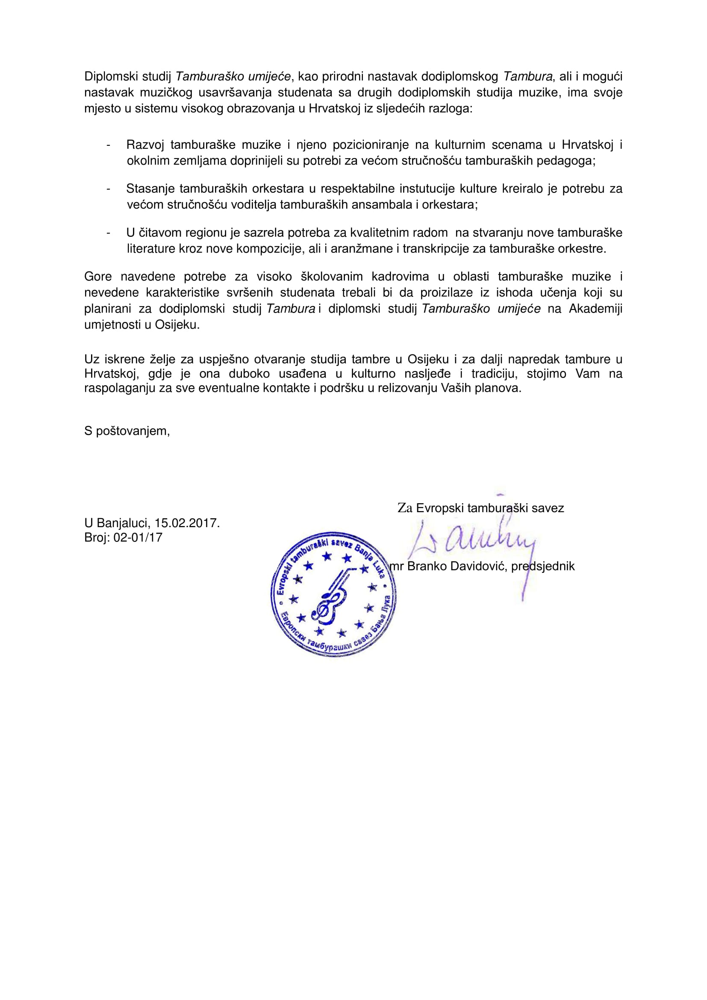 Diplomski studij Tamburaško umijeće, kao prirodni nastavak dodiplomskog Tambura, ali i mogući
nastavak muzičkog usavršavanja studenata sa drugih dodiplomskih studija muzike, ima svoje
mjesto u sistemu visokog obrazovanja u Hrvatskoj iz sljedećih razloga:
- Razvoj tamburaške muzike i njeno pozicioniranje na kulturnim scenama u Hrvatskoj i
okolnim zemljama doprinijeli su potrebi za većom stručnošću tamburaških pedagoga;
- Stasanje tamburaških orkestara u respektabilne instutucije kulture kreiralo je potrebu za
većom stručnošću voditelja tamburaških ansambala i orkestara;
- U čitavom regionu je sazrela potreba za kvalitetnim radom na stvaranju nove tamburaške
literature kroz nove kompozicije, ali i aranžmane i transkripcije za tamburaške orkestre.
Gore navedene potrebe za visoko školovanim kadrovima u oblasti tamburaške muzike i
nevedene karakteristike svršenih studenata trebali bi da proizilaze iz ishoda učenja koji su
planirani za dodiplomski studij Tambura i diplomski studij Tamburaško umijeće na Akademiji
umjetnosti u Osijeku.
Uz iskrene želje za uspješno otvaranje studija tambre u Osijeku i za dalji napredak tambure u
Hrvatskoj, gdje je ona duboko usađena u kulturno nasljeđe i tradiciju, stojimo Vam na
raspolaganju za sve eventualne kontakte i podršku u relizovanju Vaših planova.
S poštovanjem,
Za Evropski tamburaški savez
U Banjaluci, 15.02.2017.
Broj: 02-01/17
mr Branko Davidović, predsjednik
Evropski tamburaški savez Banja Luka
Европски тамбурашки савез Бања Лука